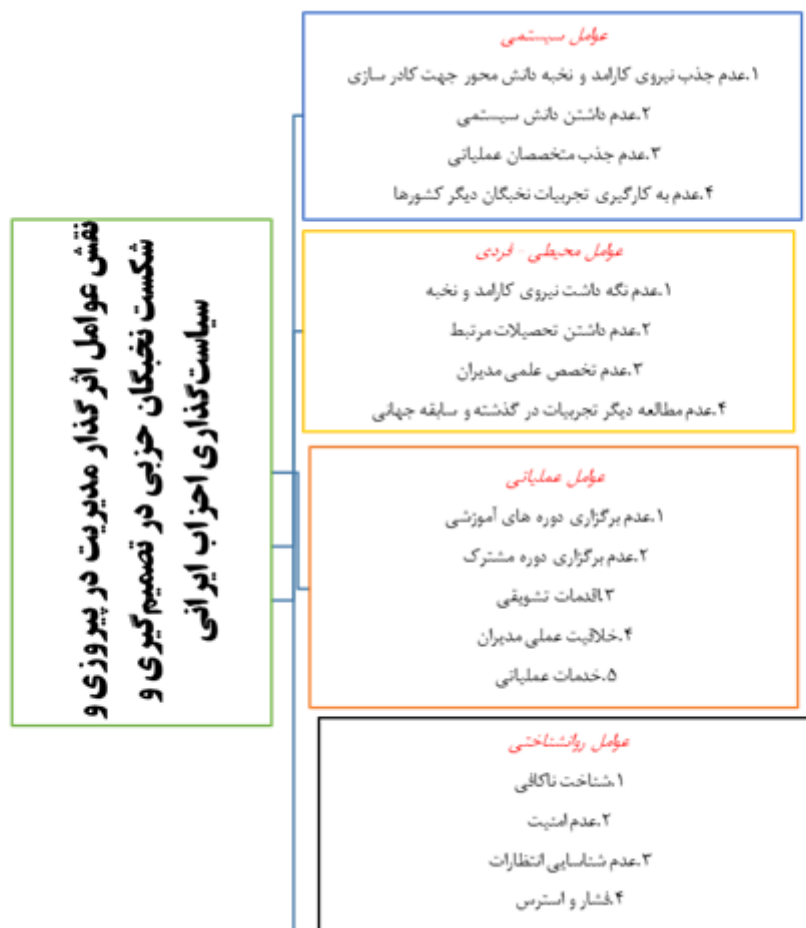 نقش عوامل اثر گذار مدیریت در پیروزی و
شکست نخبگان حزبی در تصمیم‌گیری و
سیاست‌گذاری احزاب ایرانی
عوامل سیستمی
۱.عدم جذب نیروی کارامد و نخبه دانش محور جهت کادر سازی
۲.عدم داشتن دانش سیستمی
۳.عدم جذب متخصصان عملیاتی
۴.عدم به کارگیری تجربیات نخبگان دیگر کشورها
عوامل محیطی - فردی
۱.عدم نگه داشت نیروی کارامد و نخبه
۲.عدم داشتن تحصیلات مرتبط
۳.عدم تخصص علمی مدیران
۴.عدم مطالعه دیگر تجربیات در گذشته و سابقه جهانی
عوامل عملیاتی
۱.عدم برگزاری دوره های آموزشی
۲.عدم برگزاری دوره مشترک
۳.اقدمات تشویقی
۴.خلاقیت عملی مدیران
۵.خدمات عملیاتی
عوامل روانشناختی
۱.شناخت ناکافی
۲.عدم امنیت
۳.عدم شناسایی انتظارات
۴.فشار و استرس